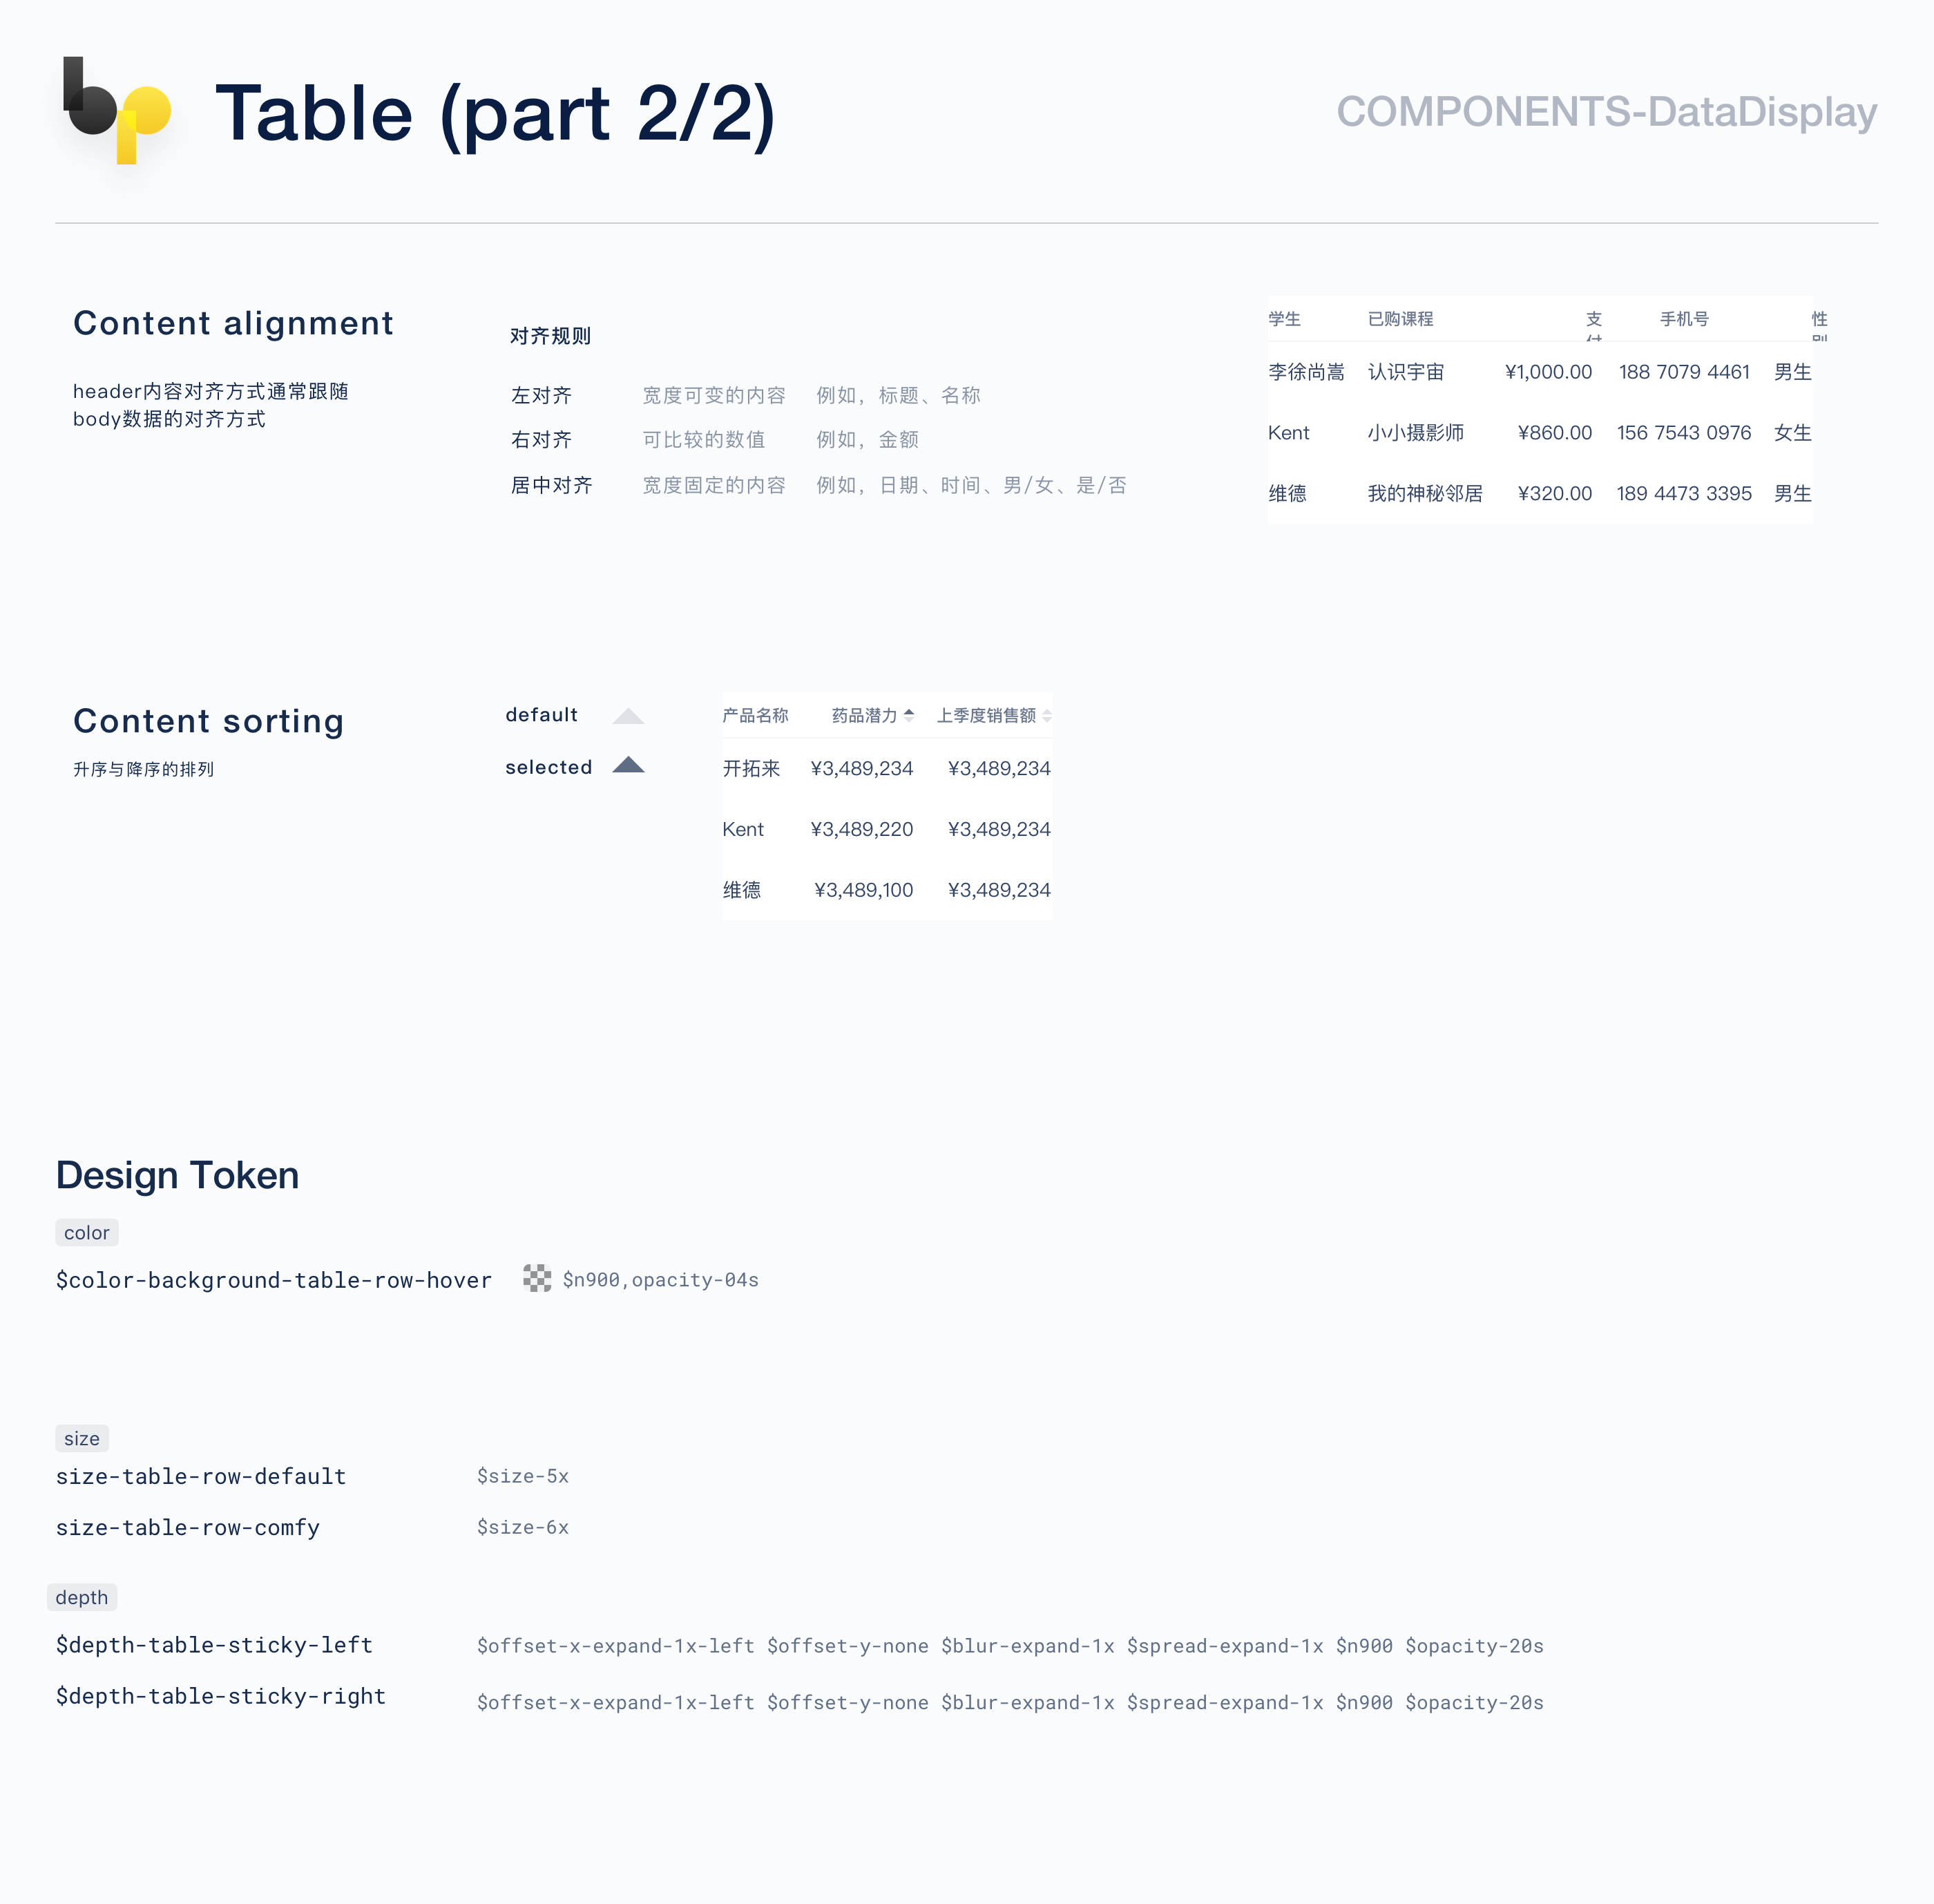 bp
Table (part 2/2)
COMPONENTS-DataDisplay
Content alignment
header内容对齐方式通常跟随
body数据的对齐方式
对齐规则
左对齐 宽度可变的内容 例如，标题、名称
右对齐 可比较的数值 例如，金额
居中对齐 宽度固定的内容 例如，日期、时间、男/女、是/否
学生 已购课程 支付 手机号 性别
李徐尚嵩 认识宇宙 ¥1,000.00 188 7079 4461 男生
Kent 小小摄影师 ¥860.00 156 7543 0976 女生
维德 我的神秘邻居 ¥320.00 189 4473 3395 男生
Content sorting
升序与降序的排列
default
selected
产品名称 药品潜力 上季度销售额
开拓来 ¥3,489,234 ¥3,489,234
Kent ¥3,489,220 ¥3,489,234
维德 ¥3,489,100 ¥3,489,234
Design Token
color
$color-background-table-row-hover $n900,opacity-04s
size
size-table-row-default $size-5x
size-table-row-comfy $size-6x
depth
$depth-table-sticky-left $offset-x-expand-1x-left $offset-y-none $blur-expand-1x $spread-expand-1x $n900 $opacity-20s
$depth-table-sticky-right $offset-x-expand-1x-left $offset-y-none $blur-expand-1x $spread-expand-1x $n900 $opacity-20s